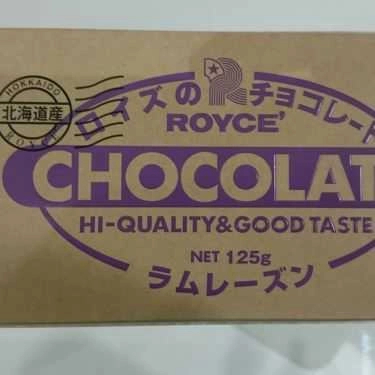 HOKKAIDO
北海道産
ROYCE'
ロイズの R チョコレート
ROYCE'
CHOCOLAT
HI-QUALITY&GOOD TASTE
NET 125g
ラムレーズン